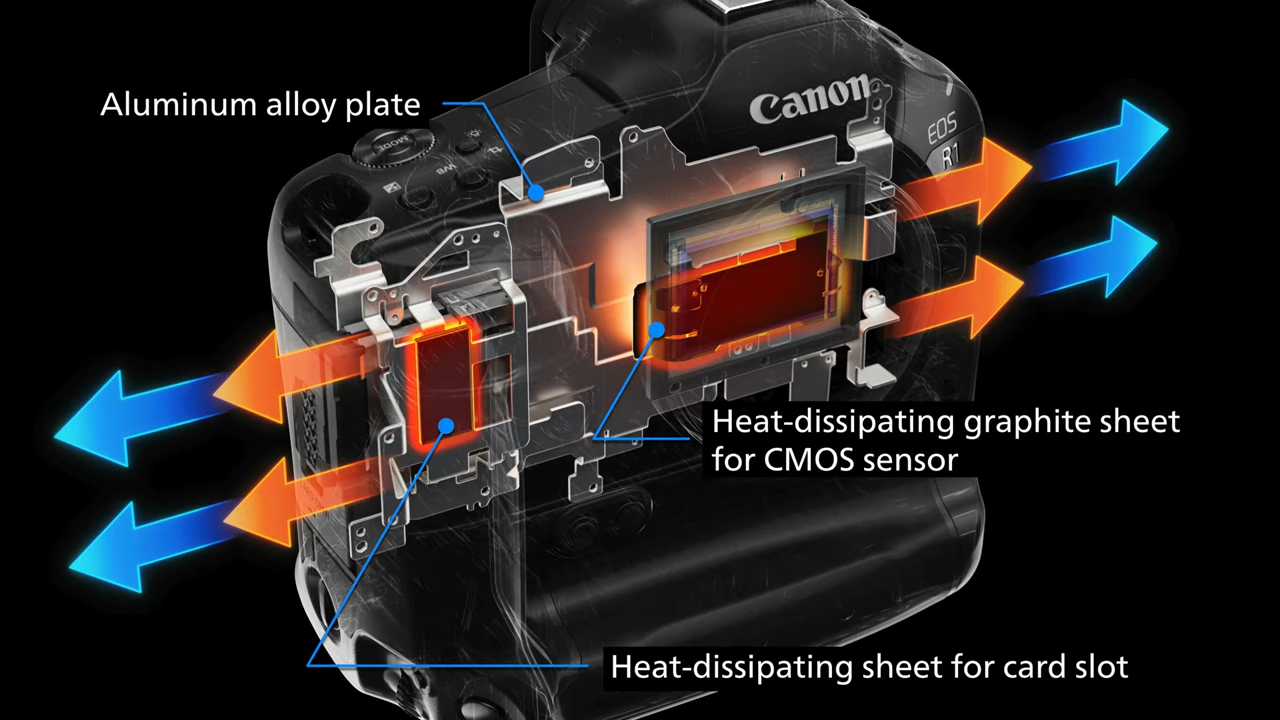 Canon
Aluminum alloy plate
EOS
R1
MODE
WB
Heat-dissipating graphite sheet
for CMOS sensor
Heat-dissipating sheet for card slot